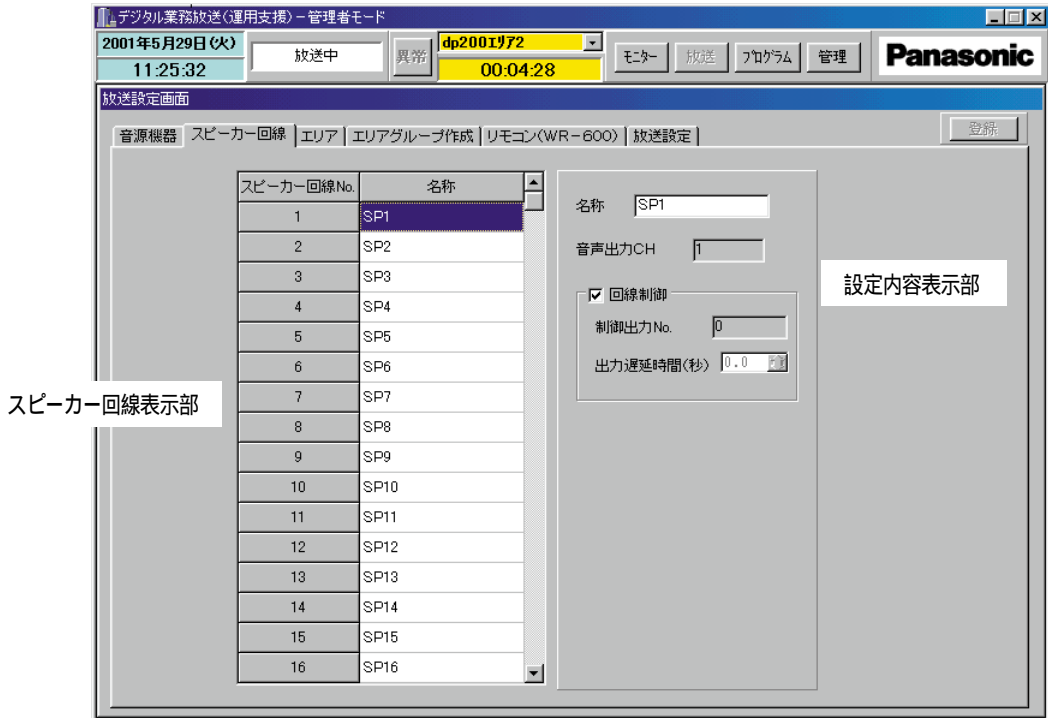 デジタル業務放送（運用支援）－管理者モード
2001年5月29日(火) 放送中 異常 dp200ｴﾘｱ2 ﾓﾆﾀｰ 放送 ﾌﾟﾛｸﾞﾗﾑ 管理 Panasonic
11:25:32 00:04:28
放送設定画面
音源機器 スピーカー回線 エリア エリアグループ作成 リモコン(WR－600) 放送設定 登録
スピーカー回線No. 名称
1 SP1
2 SP2
3 SP3
4 SP4
5 SP5
6 SP6
7 SP7
8 SP8
9 SP9
10 SP10
11 SP11
12 SP12
13 SP13
14 SP14
15 SP15
16 SP16
名称 SP1
音声出力CH 1
回線制御
制御出力No. 0
出力遅延時間(秒) 0.0
設定内容表示部
スピーカー回線表示部